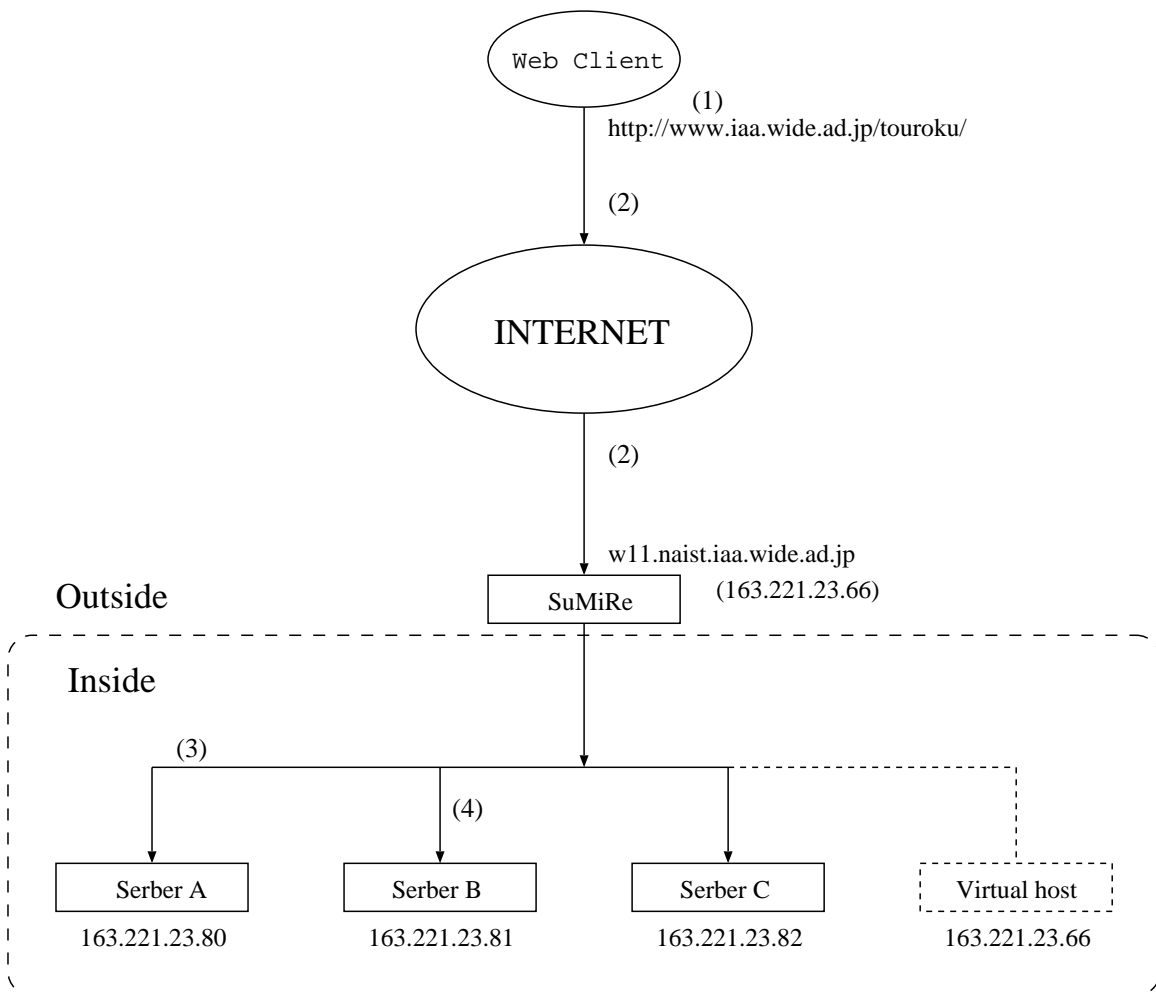 Web Client
(1)
http://www.iaa.wide.ad.jp/touroku/
(2)
INTERNET
(2)
w11.naist.iaa.wide.ad.jp
SuMiRe
(163.221.23.66)
Outside
Inside
(3)
(4)
Serber A
Serber B
Serber C
Virtual host
163.221.23.80
163.221.23.81
163.221.23.82
163.221.23.66